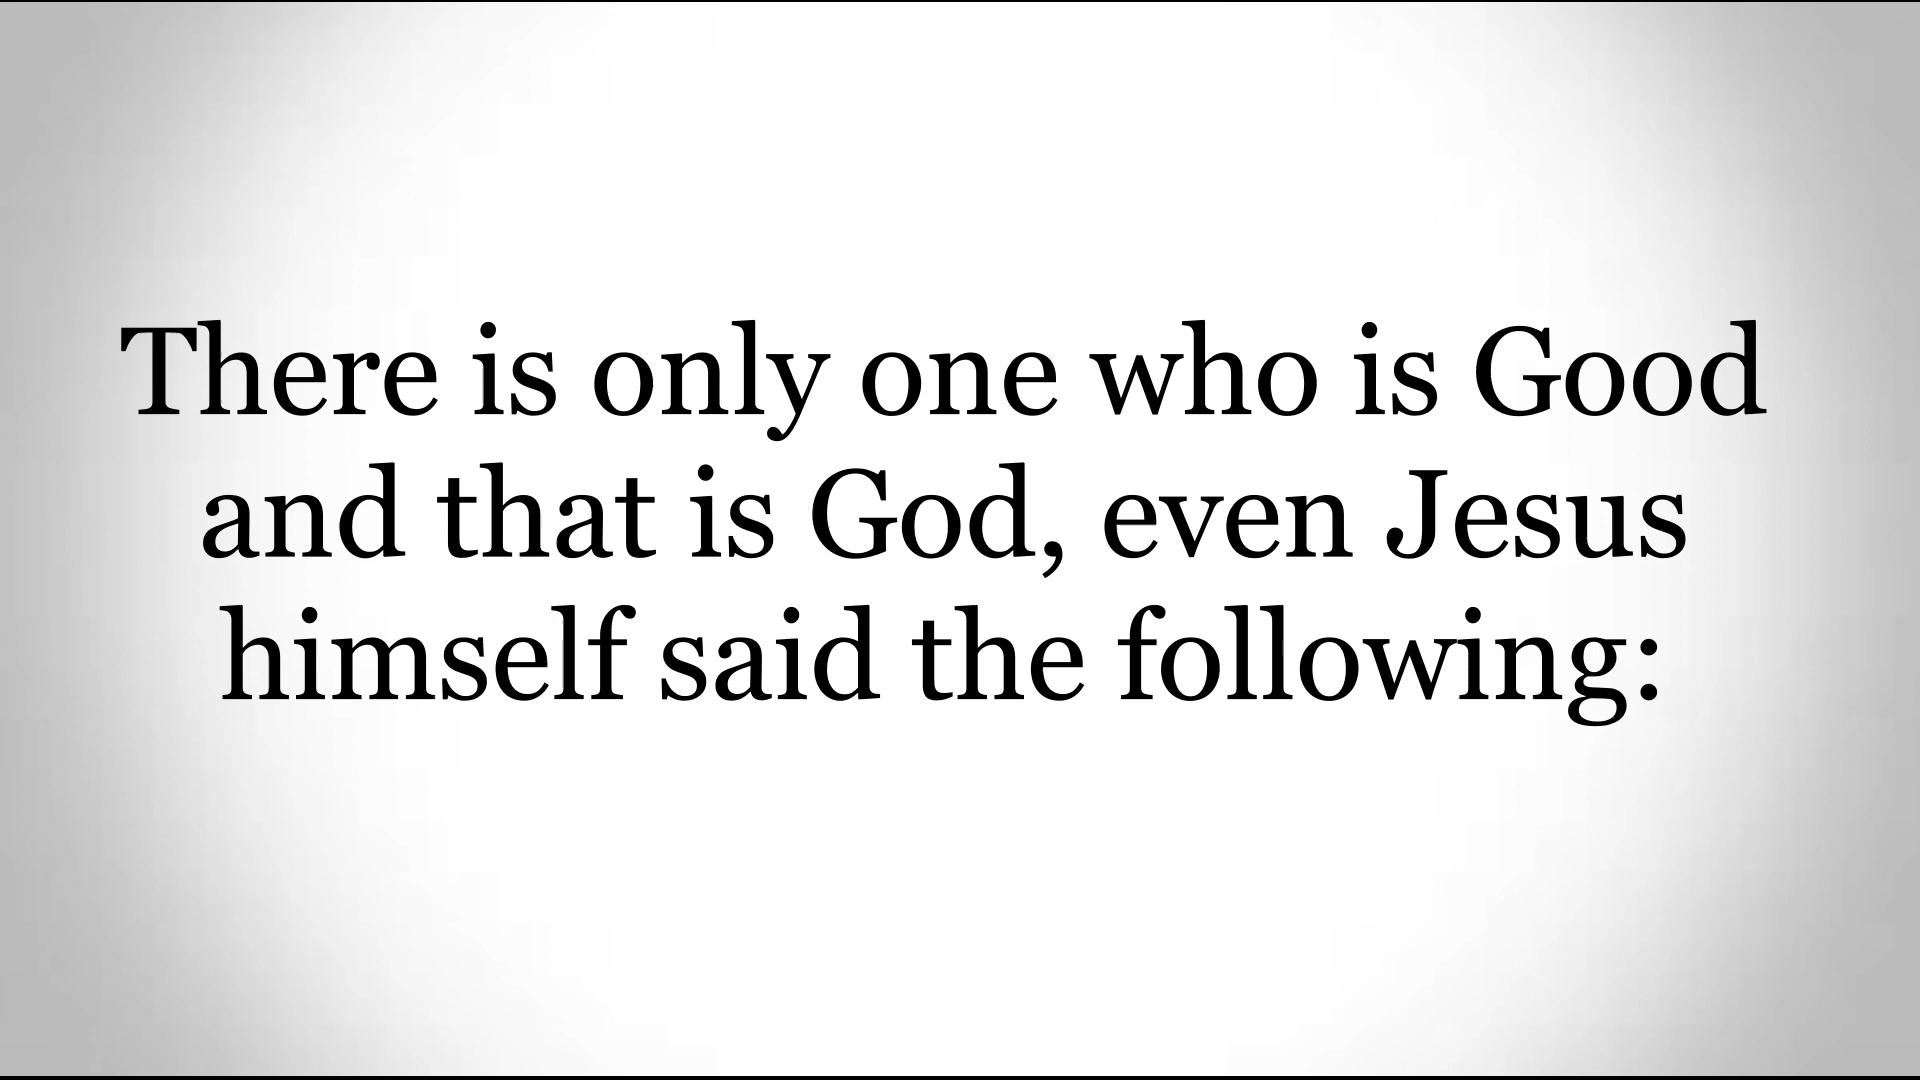 There is only one who is Good
and that is God, even Jesus
himself said the following: